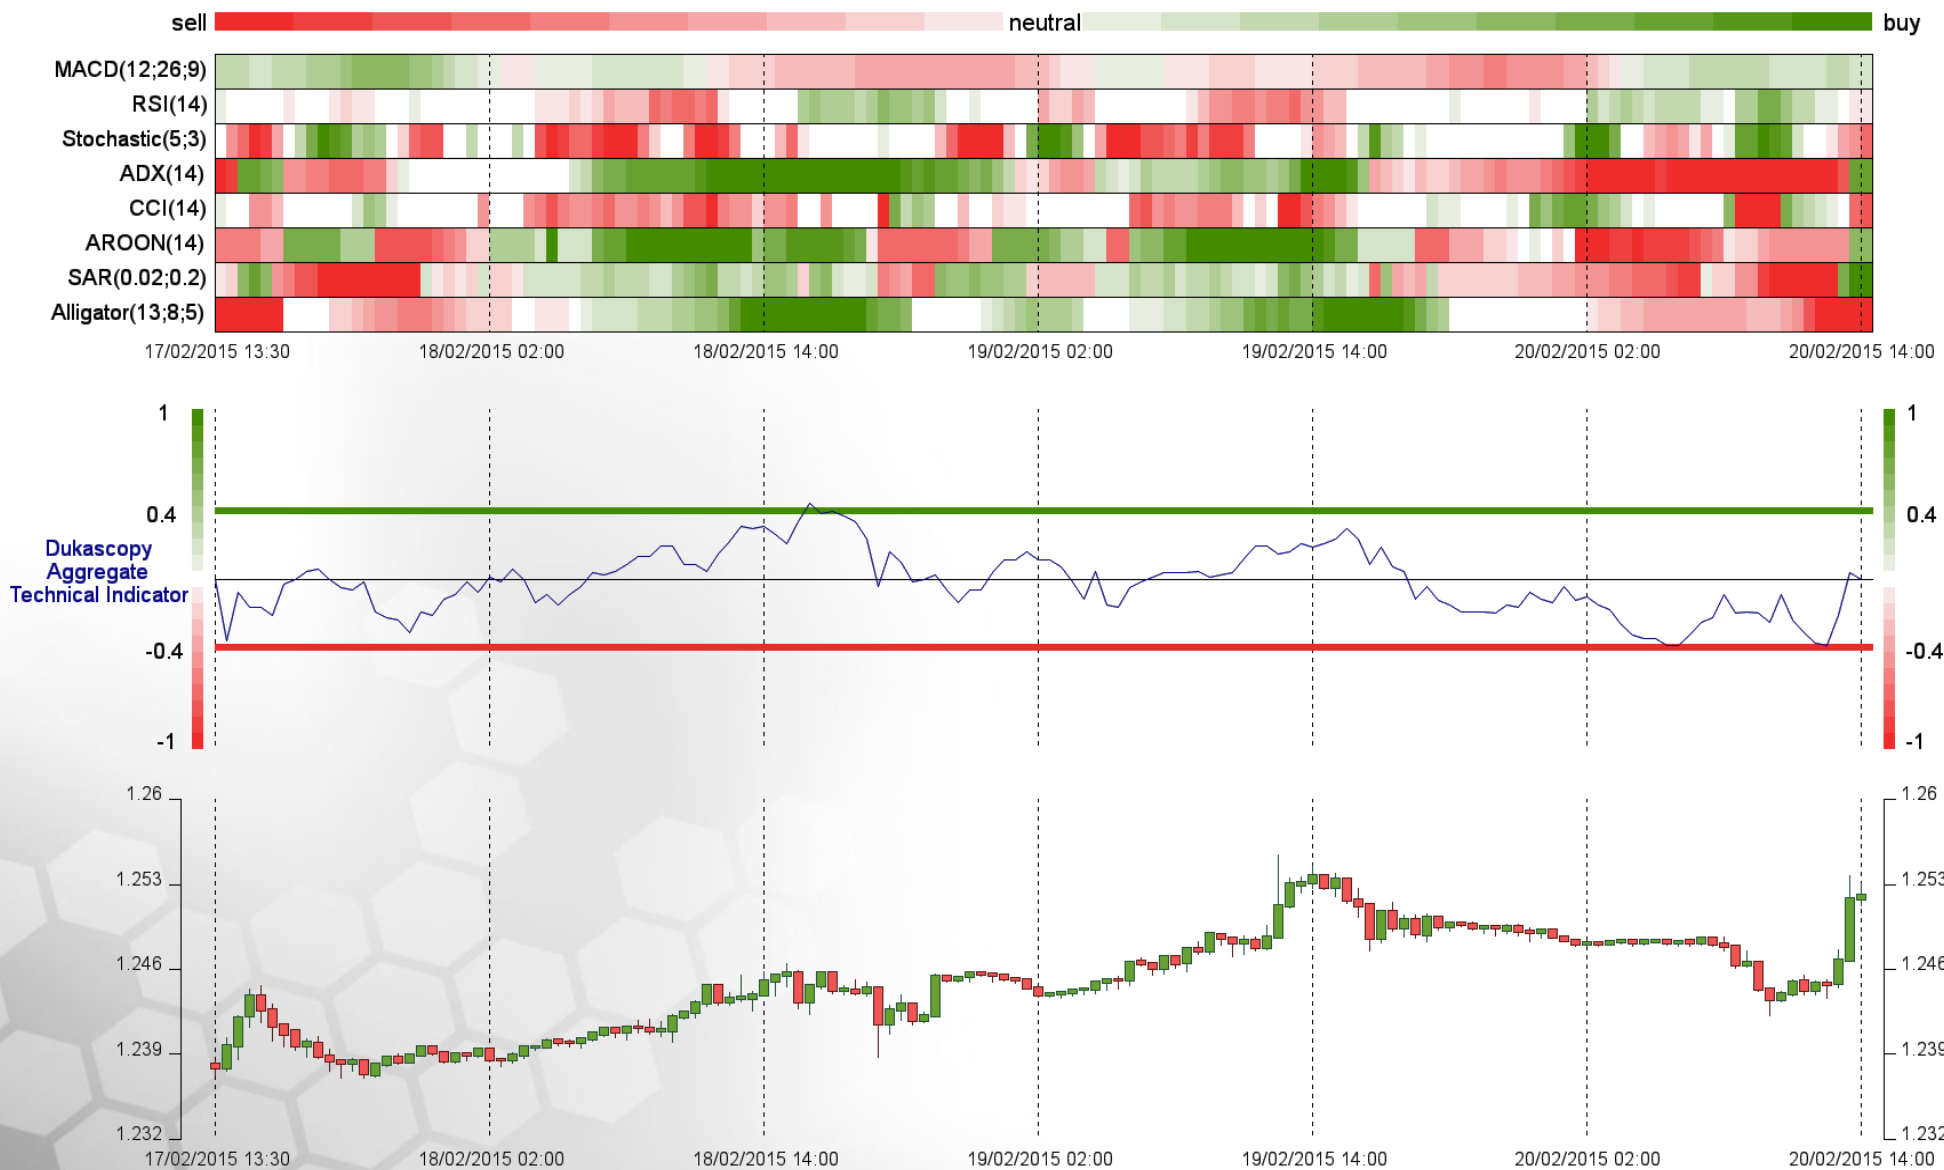 sell neutral buy
MACD(12;26;9)
RSI(14)
Stochastic(5;3)
ADX(14)
CCI(14)
AROON(14)
SAR(0.02;0.2)
Alligator(13;8;5)
17/02/2015 13:30 18/02/2015 02:00 18/02/2015 14:00 19/02/2015 02:00 19/02/2015 14:00 20/02/2015 02:00 20/02/2015 14:00
1 1
0.4 0.4
Dukascopy
Aggregate
Technical Indicator
-0.4 -0.4
-1 -1
1.26 1.26
1.253 1.253
1.246 1.246
1.239 1.239
1.232 1.232
17/02/2015 13:30 18/02/2015 02:00 18/02/2015 14:00 19/02/2015 02:00 19/02/2015 14:00 20/02/2015 02:00 20/02/2015 14:00